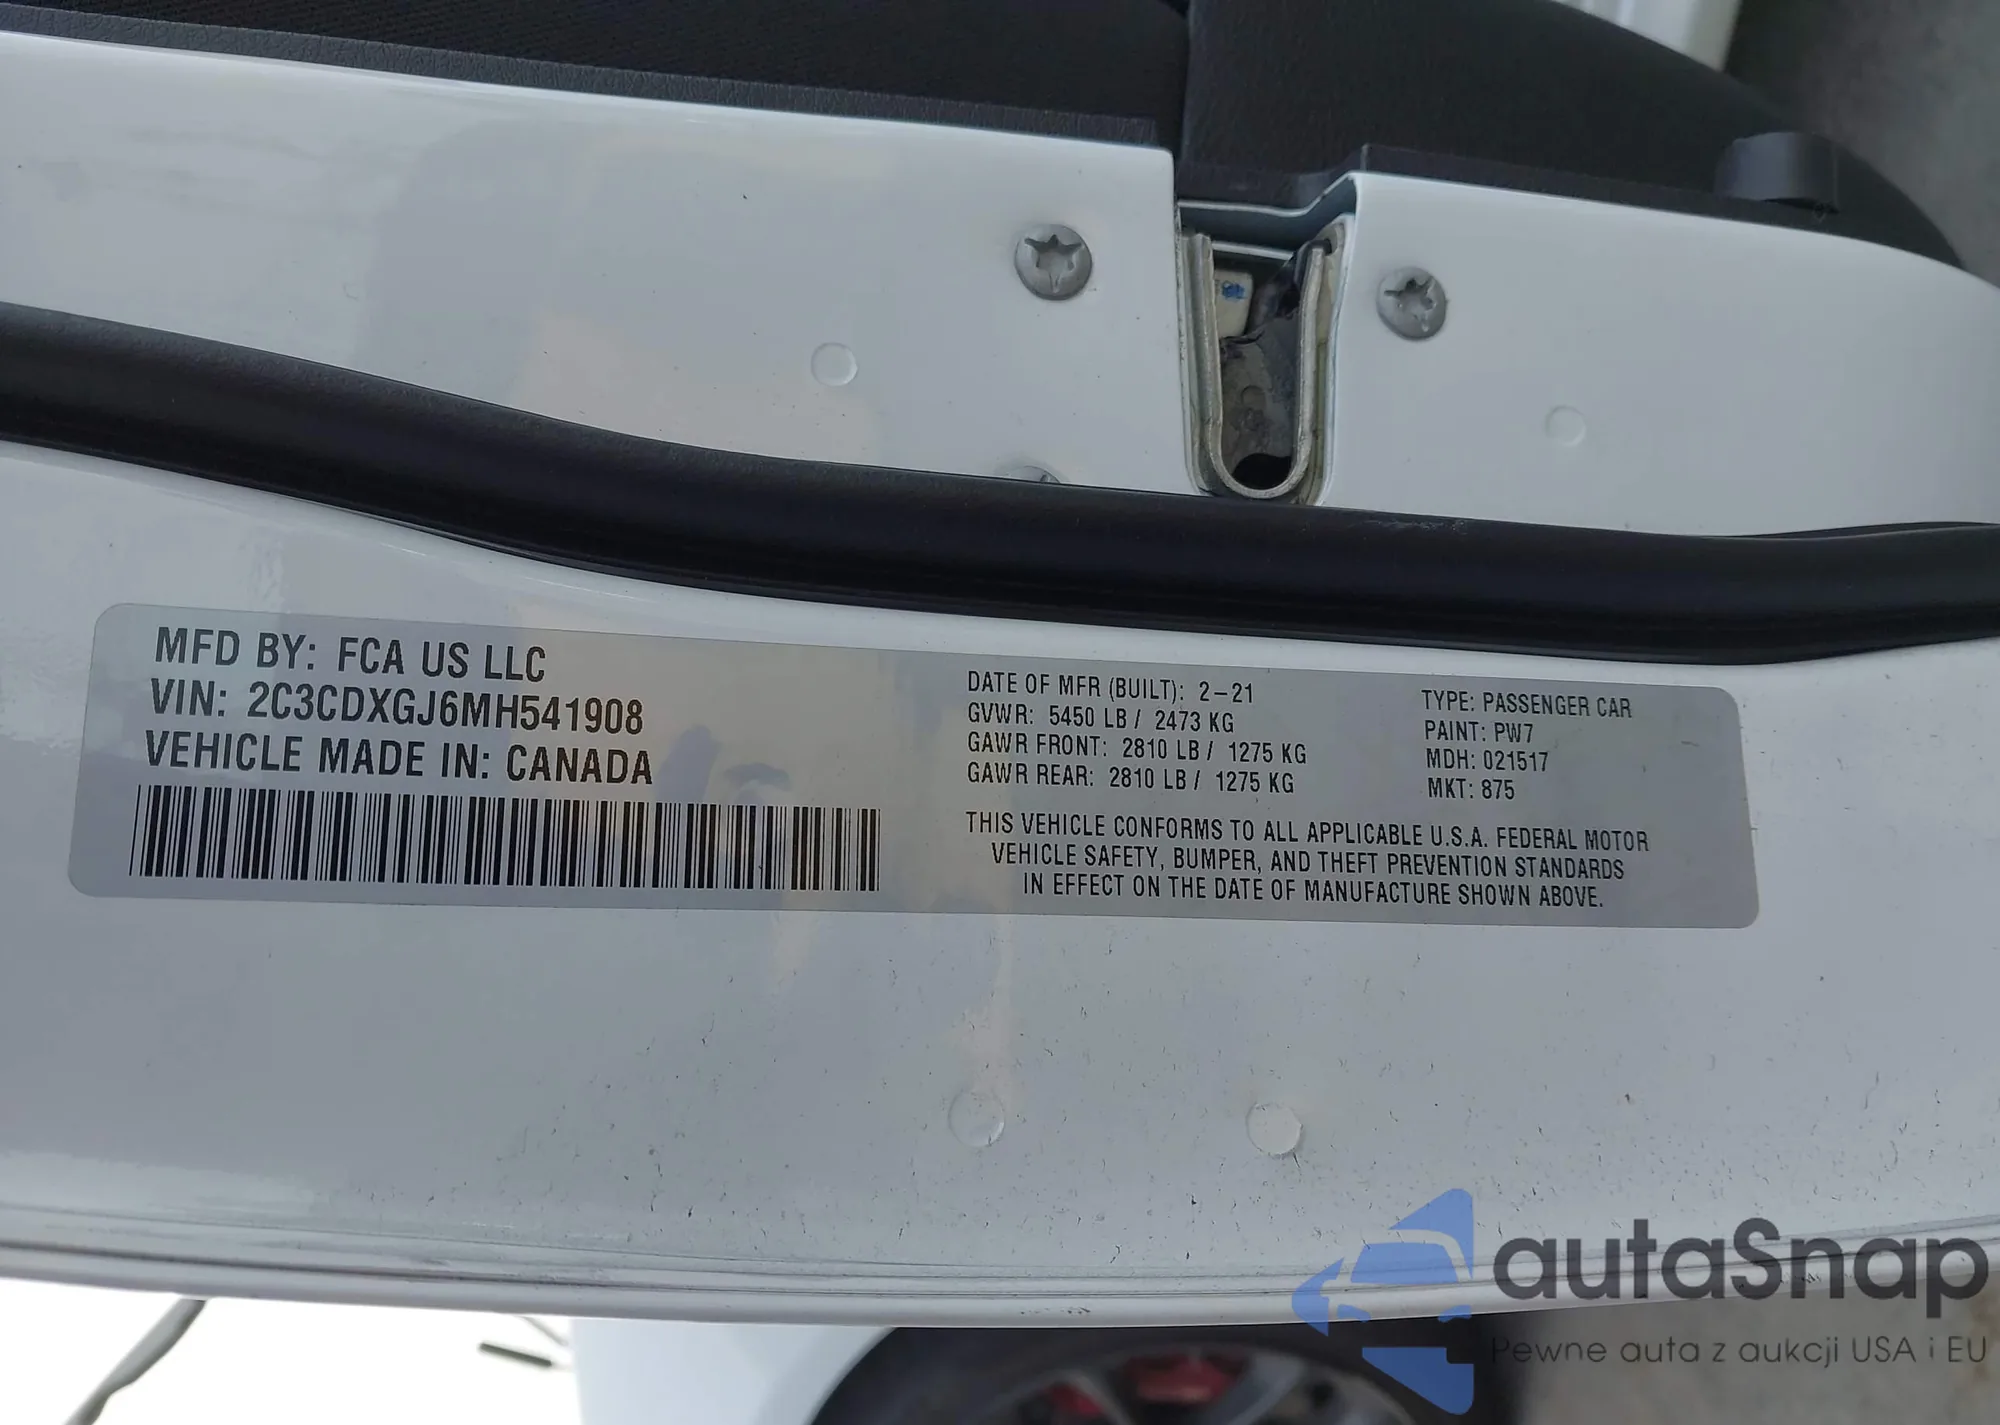 MFD BY: FCA US LLC
VIN: 2C3CDXGJ6MH541908
VEHICLE MADE IN: CANADA
DATE OF MFR (BUILT): 2-21
GVWR: 5450 LB / 2473 KG
GAWR FRONT: 2810 LB / 1275 KG
GAWR REAR: 2810 LB / 1275 KG
TYPE: PASSENGER CAR
PAINT: PW7
MDH: 021517
MKT: 875
THIS VEHICLE CONFORMS TO ALL APPLICABLE U.S.A. FEDERAL MOTOR
VEHICLE SAFETY, BUMPER, AND THEFT PREVENTION STANDARDS
IN EFFECT ON THE DATE OF MANUFACTURE SHOWN ABOVE.
autaSnap
Pewne auta z aukcji USA i EU